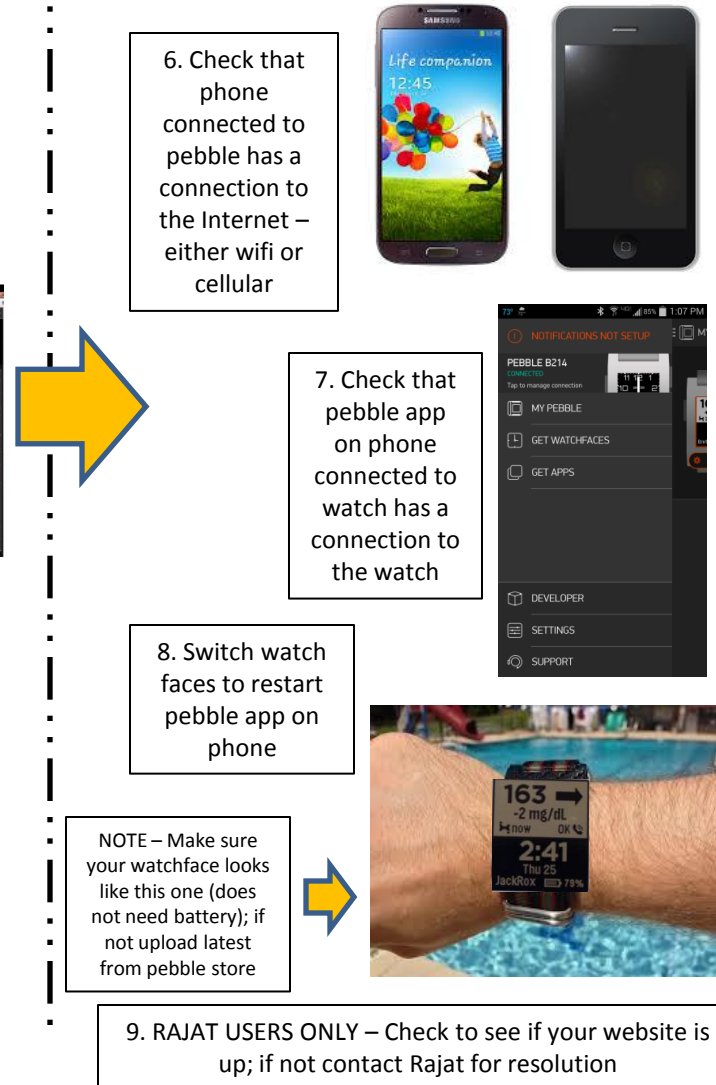 6. Check that
phone
connected to
pebble has a
connection to
the Internet –
either wifi or
cellular
SAMSUNG
Life companion
12:45
7. Check that
pebble app
on phone
connected to
watch has a
connection to
the watch
73° 85% 1:07 PM
NOTIFICATIONS NOT SETUP
PEBBLE B214
CONNECTED
Tap to manage connection
MY PEBBLE
GET WATCHFACES
GET APPS
DEVELOPER
SETTINGS
SUPPORT
8. Switch watch
faces to restart
pebble app on
phone
NOTE – Make sure
your watchface looks
like this one (does
not need battery); if
not upload latest
from pebble store
163
-2 mg/dL
now OK
2:41
Thu 25
JackRox 79%
9. RAJAT USERS ONLY – Check to see if your website is
up; if not contact Rajat for resolution